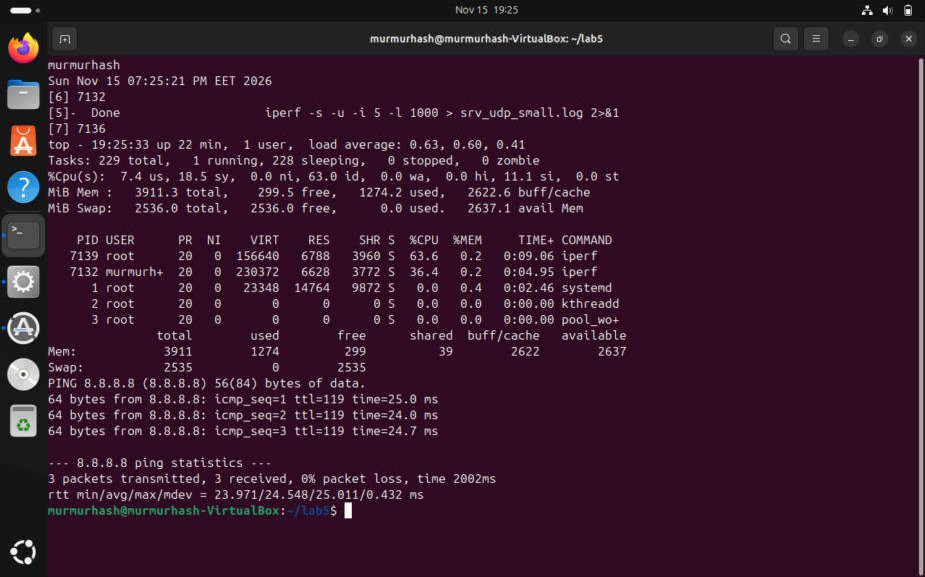 Nov 15 19:25
murmurhash@murmurhash-VirtualBox: ~/lab5
murmurhash
Sun Nov 15 07:25:21 PM EET 2026
[6] 7132
[5]-  Done                    iperf -s -u -i 5 -l 1000 > srv_udp_small.log 2>&1
[7] 7136
top - 19:25:33 up 22 min,  1 user,  load average: 0.63, 0.60, 0.41
Tasks: 229 total,   1 running, 228 sleeping,   0 stopped,   0 zombie
%Cpu(s):  7.4 us, 18.5 sy,  0.0 ni, 63.0 id,  0.0 wa,  0.0 hi, 11.1 si,  0.0 st
MiB Mem :   3911.3 total,    299.5 free,   1274.2 used,   2622.6 buff/cache
MiB Swap:   2536.0 total,   2536.0 free,      0.0 used.   2637.1 avail Mem
    PID USER      PR  NI    VIRT    RES    SHR S  %CPU  %MEM     TIME+ COMMAND
   7139 root      20   0  156640   6788   3960 S  63.6   0.2   0:09.06 iperf
   7132 murmurh+  20   0  230372   6628   3772 S  36.4   0.2   0:04.95 iperf
      1 root      20   0   23348  14764   9872 S   0.0   0.4   0:02.46 systemd
      2 root      20   0       0      0      0 S   0.0   0.0   0:00.00 kthreadd
      3 root      20   0       0      0      0 S   0.0   0.0   0:00.00 pool_wo+
               total        used        free      shared  buff/cache   available
Mem:            3911        1274         299          39        2622        2637
Swap:           2535           0        2535
PING 8.8.8.8 (8.8.8.8) 56(84) bytes of data.
64 bytes from 8.8.8.8: icmp_seq=1 ttl=119 time=25.0 ms
64 bytes from 8.8.8.8: icmp_seq=2 ttl=119 time=24.0 ms
64 bytes from 8.8.8.8: icmp_seq=3 ttl=119 time=24.7 ms
--- 8.8.8.8 ping statistics ---
3 packets transmitted, 3 received, 0% packet loss, time 2002ms
rtt min/avg/max/mdev = 23.971/24.548/25.011/0.432 ms
murmurhash@murmurhash-VirtualBox:~/lab5$